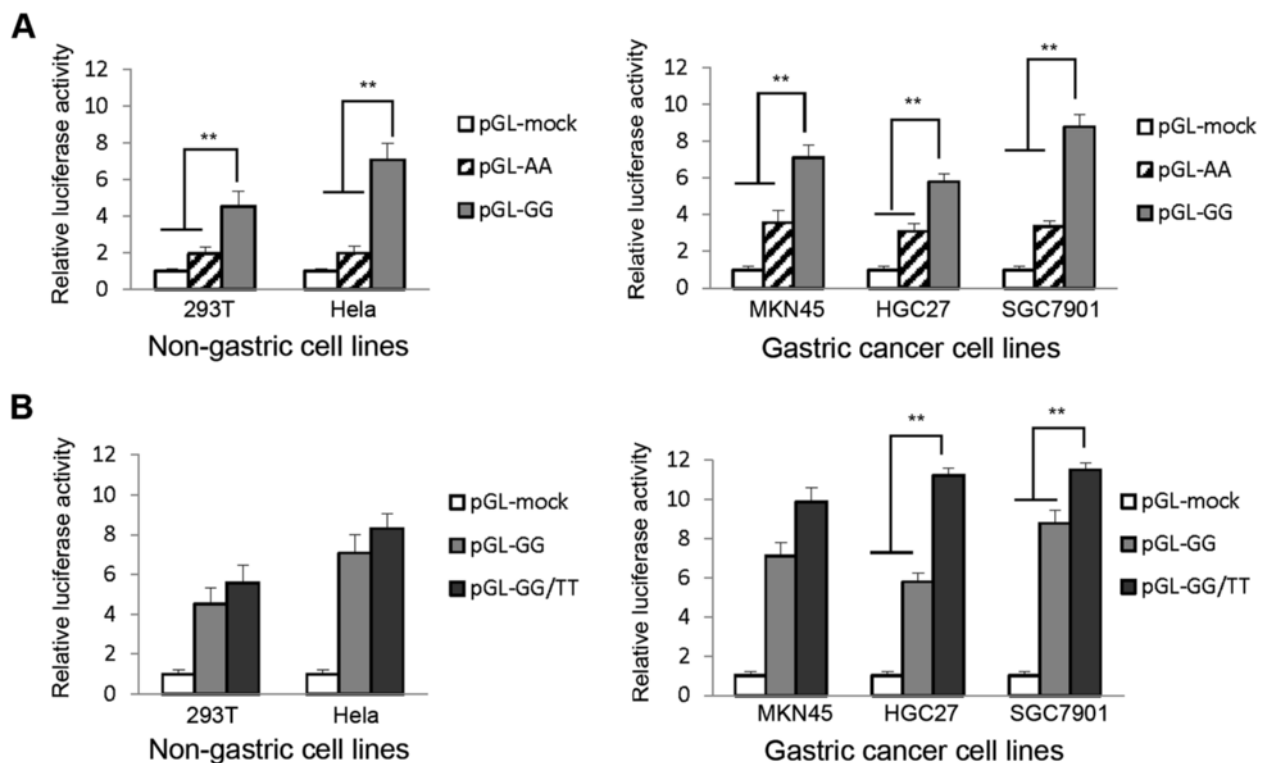 A
Relative luciferase activity
12
10
8
6
4
2
0
**
**
293T
Hela
Non-gastric cell lines
pGL-mock
pGL-AA
pGL-GG
Relative luciferase activity
12
10
8
6
4
2
0
**
**
**
MKN45
HGC27
SGC7901
Gastric cancer cell lines
pGL-mock
pGL-AA
pGL-GG
B
Relative luciferase activity
12
10
8
6
4
2
0
293T
Hela
Non-gastric cell lines
pGL-mock
pGL-GG
pGL-GG/TT
Relative luciferase activity
12
10
8
6
4
2
0
**
**
MKN45
HGC27
SGC7901
Gastric cancer cell lines
pGL-mock
pGL-GG
pGL-GG/TT